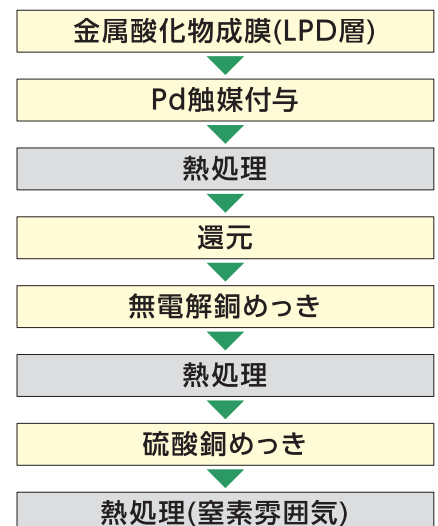 金属酸化物成膜(LPD層)
Pd触媒付与
熱処理
還元
無電解銅めっき
熱処理
硫酸銅めっき
熱処理(窒素雰囲気)